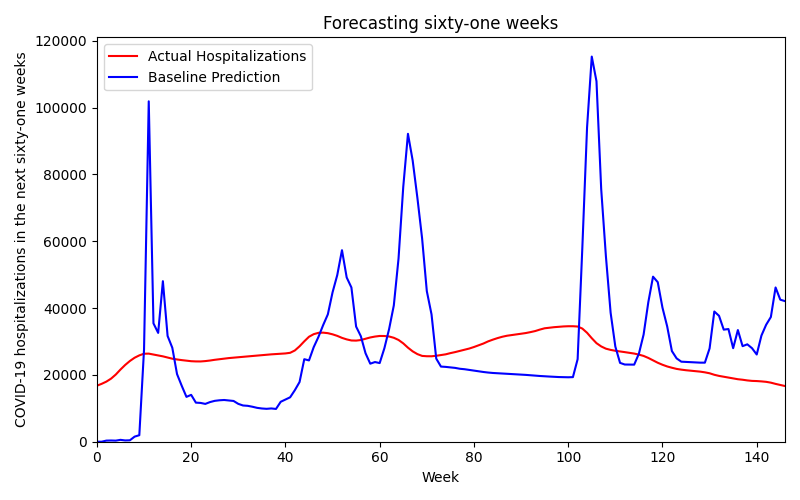 Forecasting sixty-one weeks
Actual Hospitalizations
Baseline Prediction
COVID-19 hospitalizations in the next sixty-one weeks
120000
100000
80000
60000
40000
20000
0
0 20 40 60 80 100 120 140
Week